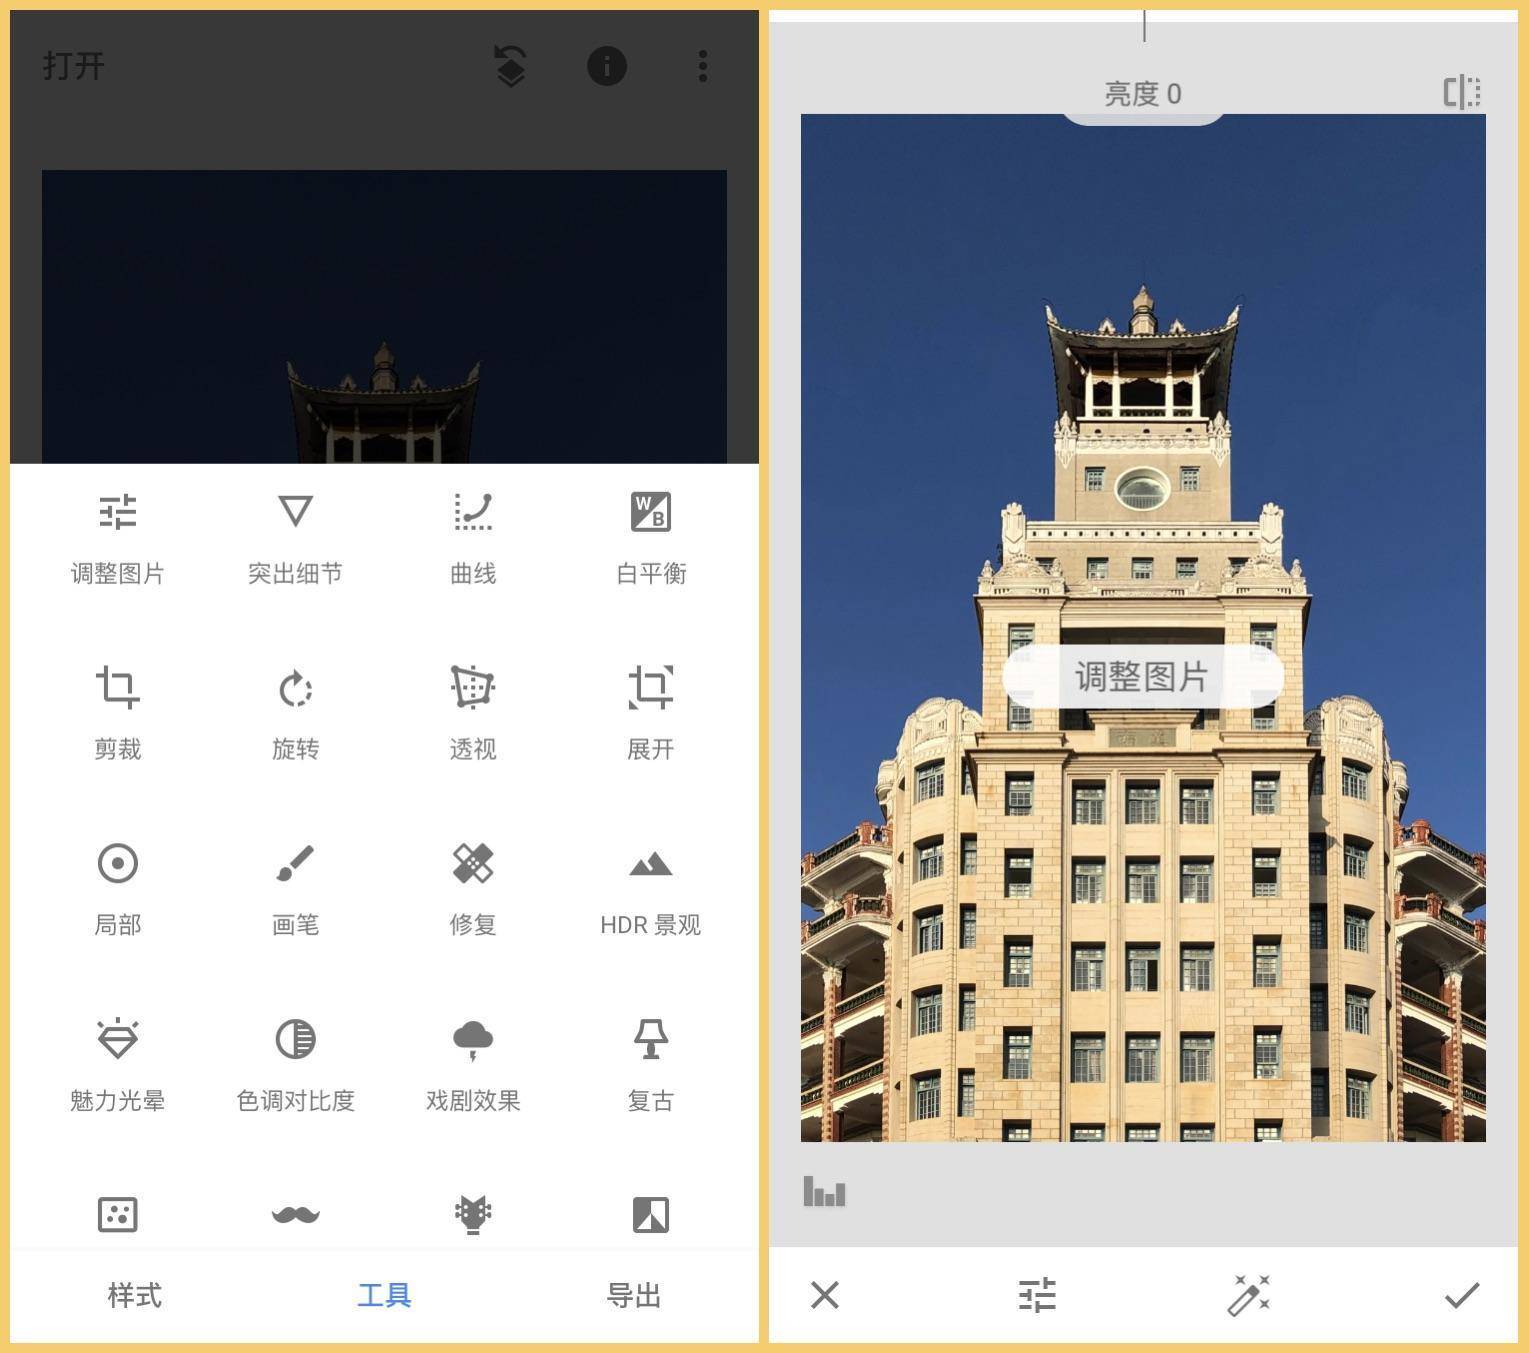 打开
调整图片
突出细节
曲线
W
B
白平衡
剪裁
旋转
透视
展开
局部
画笔
修复
HDR 景观
魅力光晕
色调对比度
戏剧效果
复古
样式
工具
导出
亮度 0
调整图片